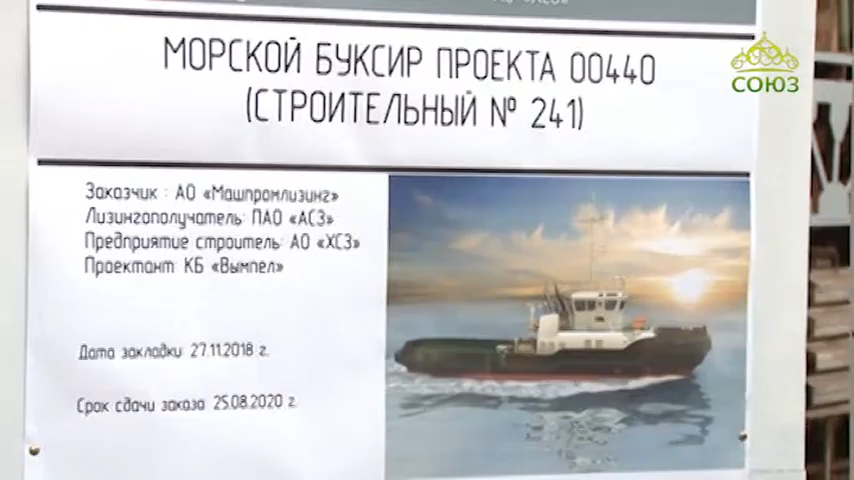 МОРСКОЙ БУКСИР ПРОЕКТА 00440
(СТРОИТЕЛЬНЫЙ № 241)
СОЮЗ
Заказчик : АО «Машпромлизинг»
Лизингополучатель: ПАО «АСЗ»
Предприятие строитель: АО «ХСЗ»
Проектант: КБ «Вымпел»
Дата закладки: 27.11.2018 г.
Срок сдачи заказа 25.08.2020 г.